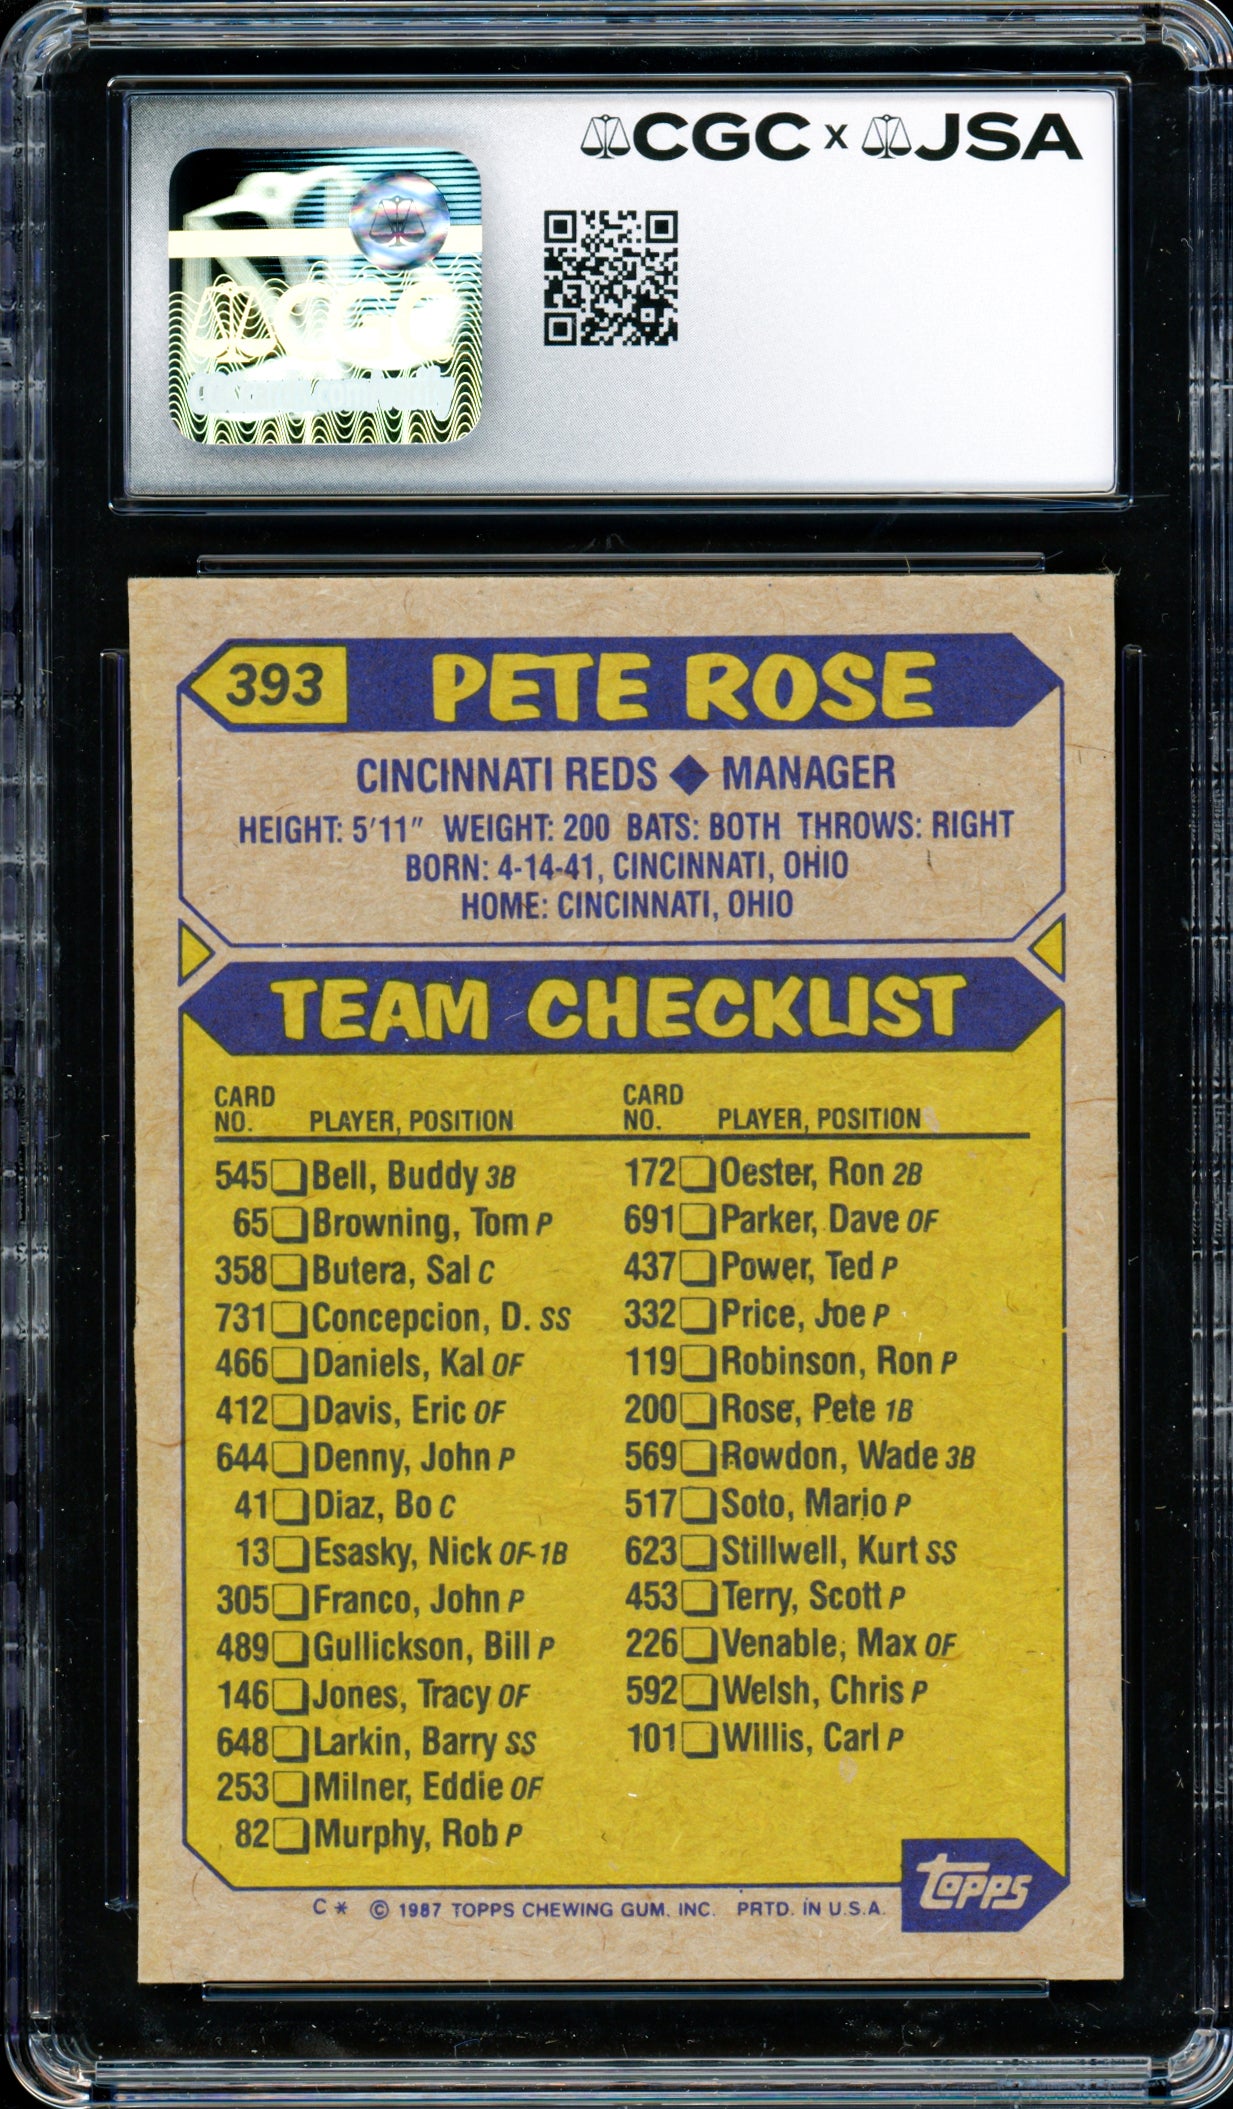 CGC x JSA
CGC
393 PETE ROSE
CINCINNATI REDS ◆ MANAGER
HEIGHT: 5'11" WEIGHT: 200 BATS: BOTH THROWS: RIGHT
BORN: 4-14-41, CINCINNATI, OHIO
HOME: CINCINNATI, OHIO
TEAM CHECKLIST
CARD NO. PLAYER, POSITION
545 Bell, Buddy 3B
65 Browning, Tom P
358 Butera, Sal C
731 Concepcion, D. SS
466 Daniels, Kal OF
412 Davis, Eric OF
644 Denny, John P
41 Diaz, Bo C
13 Esasky, Nick OF-1B
305 Franco, John P
489 Gullickson, Bill P
146 Jones, Tracy OF
648 Larkin, Barry SS
253 Milner, Eddie OF
82 Murphy, Rob P
CARD NO. PLAYER, POSITION
172 Oester, Ron 2B
691 Parker, Dave OF
437 Power, Ted P
332 Price, Joe P
119 Robinson, Ron P
200 Rose, Pete 1B
569 Rowdon, Wade 3B
517 Soto, Mario P
623 Stillwell, Kurt SS
453 Terry, Scott P
226 Venable, Max OF
592 Welsh, Chris P
101 Willis, Carl P
topps
C* © 1987 TOPPS CHEWING GUM, INC. PRTD. IN U.S.A.